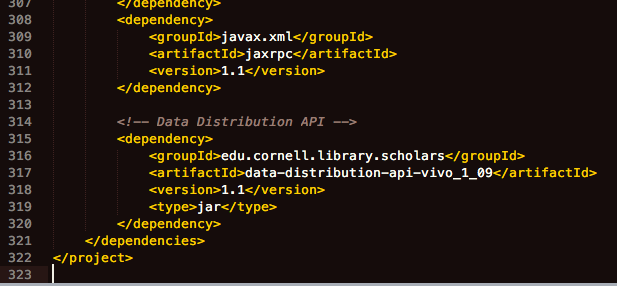 307         </dependency>
308         <dependency>
309             <groupId>javax.xml</groupId>
310             <artifactId>jaxrpc</artifactId>
311             <version>1.1</version>
312         </dependency>
313
314         <!-- Data Distribution API -->
315         <dependency>
316             <groupId>edu.cornell.library.scholars</groupId>
317             <artifactId>data-distribution-api-vivo_1_09</artifactId>
318             <version>1.1</version>
319             <type>jar</type>
320         </dependency>
321     </dependencies>
322 </project>
323